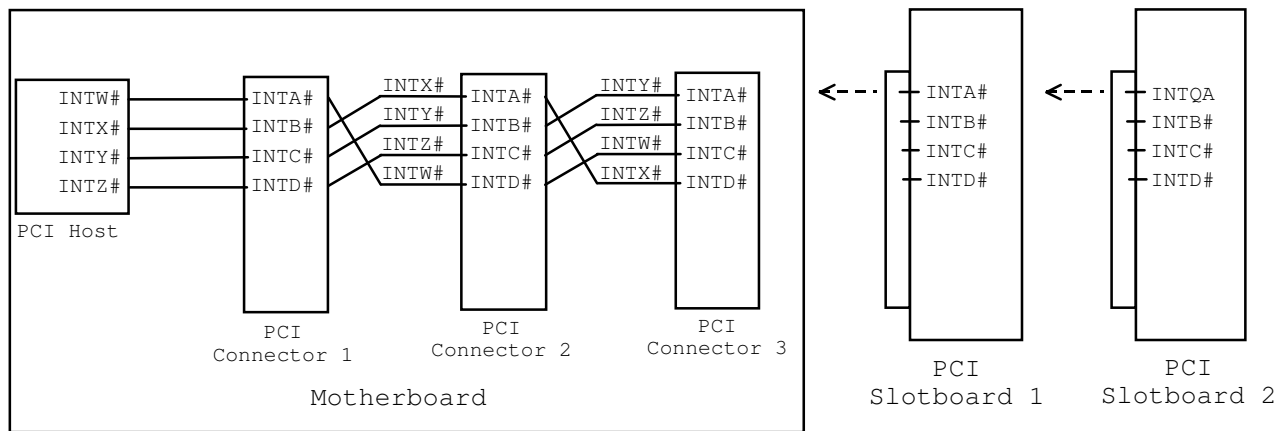 INTW#
INTX#
INTY#
INTZ#
PCI Host
INTA#
INTB#
INTC#
INTD#
PCI
Connector 1
INTX#
INTY#
INTZ#
INTW#
INTA#
INTB#
INTC#
INTD#
PCI
Connector 2
INTY#
INTZ#
INTW#
INTX#
INTA#
INTB#
INTC#
INTD#
PCI
Connector 3
Motherboard
INTA#
INTB#
INTC#
INTD#
PCI
Slotboard 1
INTQA
INTB#
INTC#
INTD#
PCI
Slotboard 2